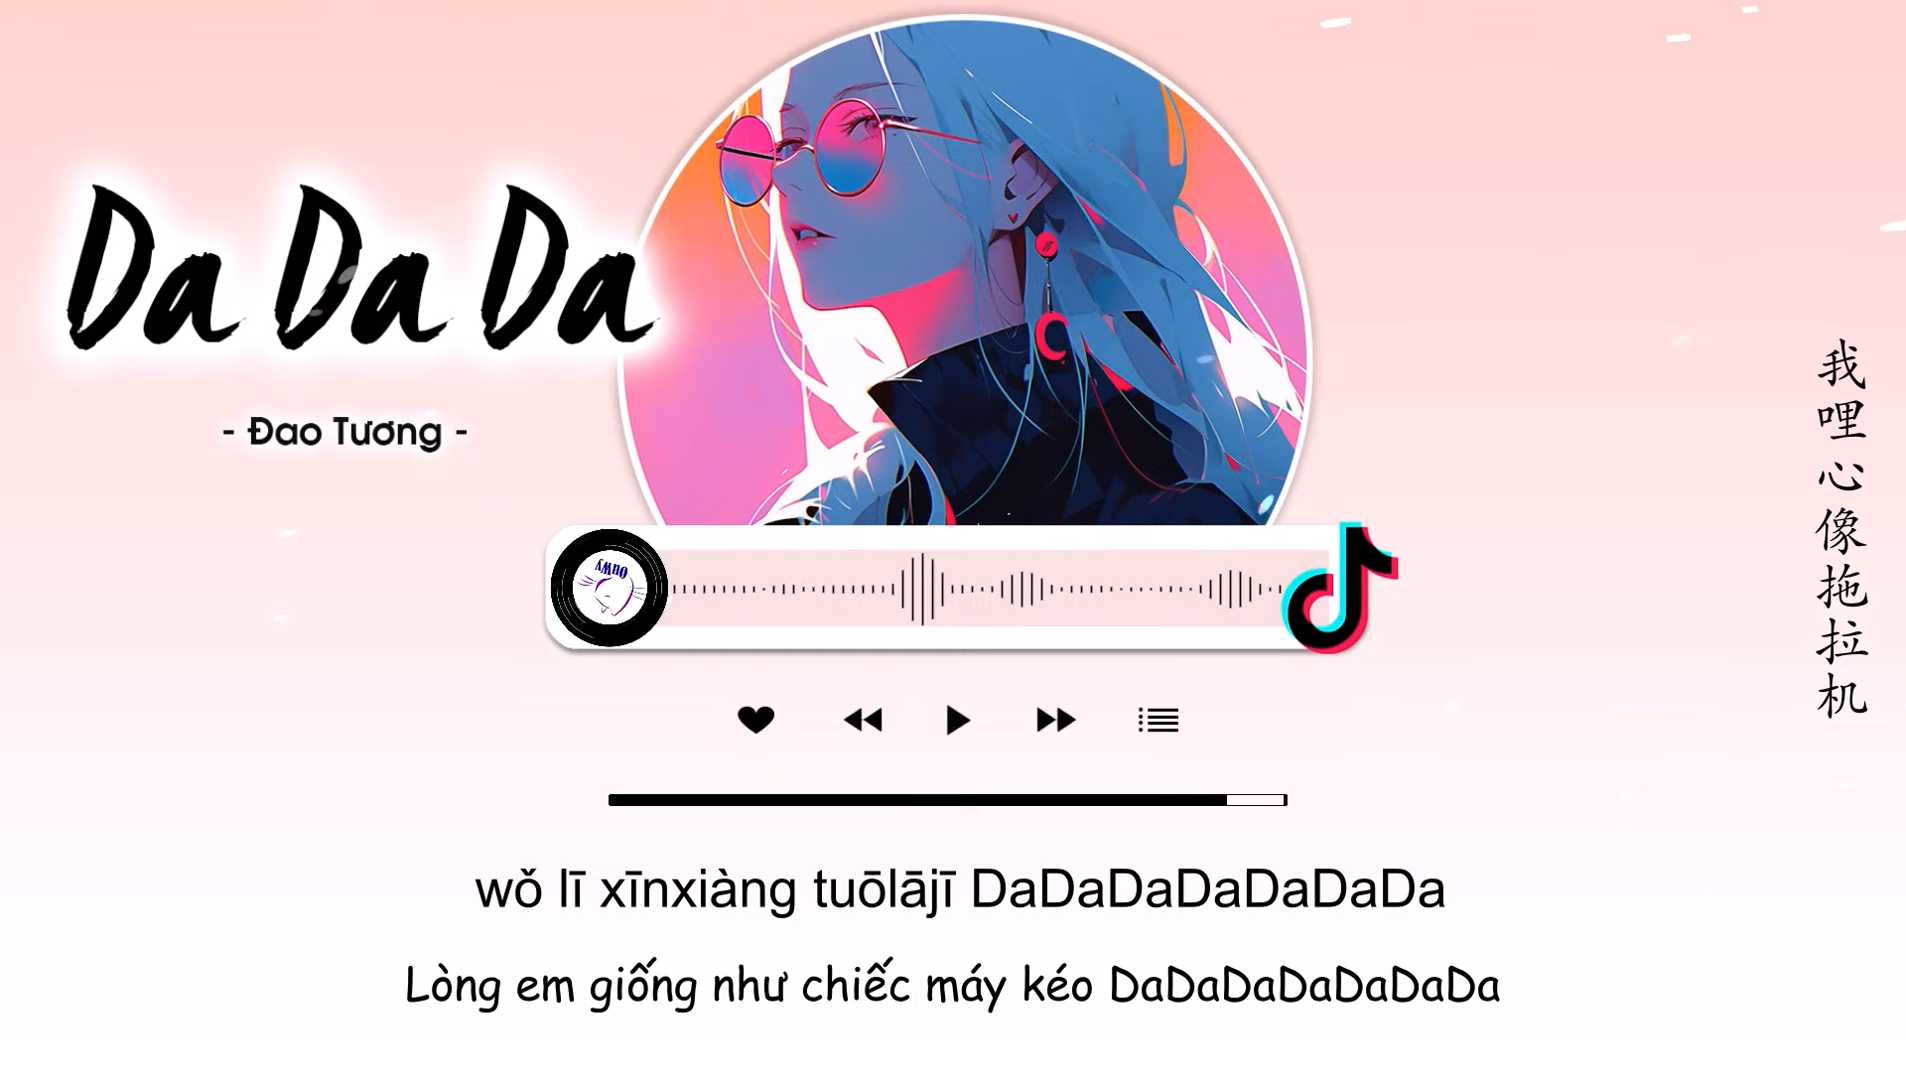 Da Da Da
- Đao Tương -
OuWy
我哩心像拖拉机
wǒ lī xīnxiàng tuōlājī DaDaDaDaDaDaDa
Lòng em giống như chiếc máy kéo DaDaDaDaDaDaDa